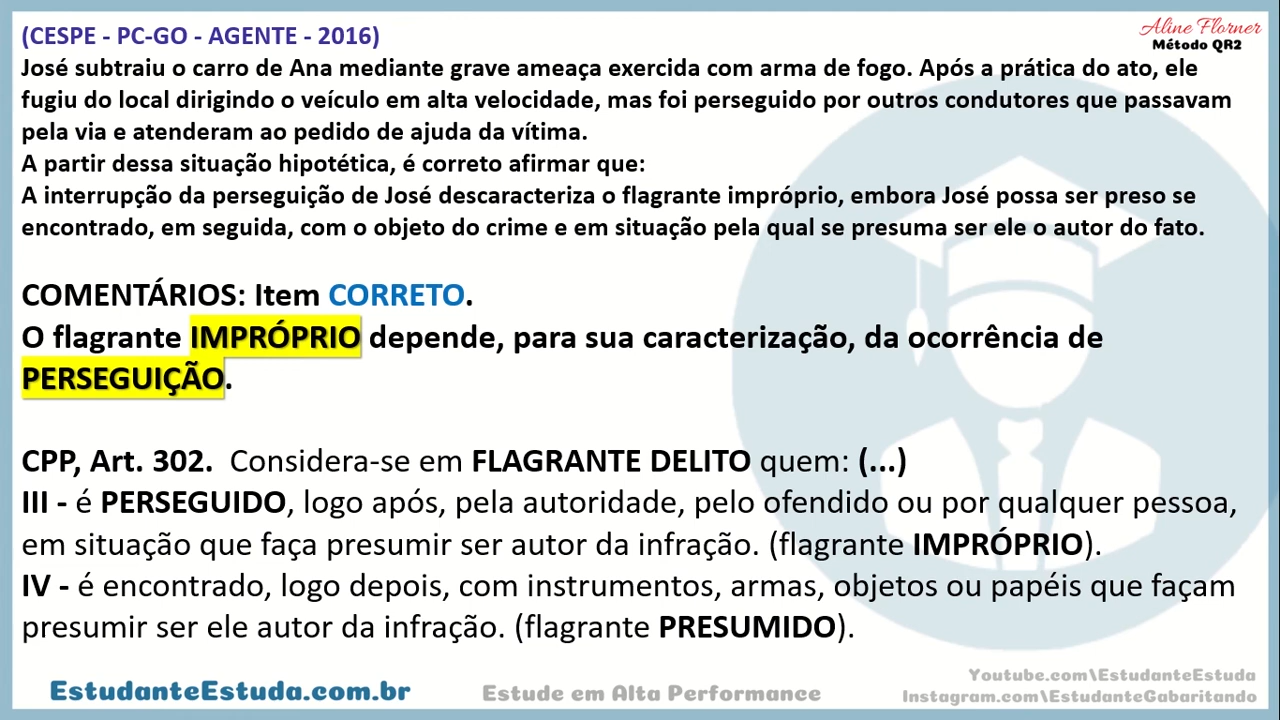 (CESPE - PC-GO - AGENTE - 2016)
Aline Florner
Método QR2
José subtraiu o carro de Ana mediante grave ameaça exercida com arma de fogo. Após a prática do ato, ele
fugiu do local dirigindo o veículo em alta velocidade, mas foi perseguido por outros condutores que passavam
pela via e atenderam ao pedido de ajuda da vítima.
A partir dessa situação hipotética, é correto afirmar que:
A interrupção da perseguição de José descaracteriza o flagrante impróprio, embora José possa ser preso se
encontrado, em seguida, com o objeto do crime e em situação pela qual se presuma ser ele o autor do fato.
COMENTÁRIOS: Item CORRETO.
O flagrante IMPRÓPRIO depende, para sua caracterização, da ocorrência de
PERSEGUIÇÃO.
CPP, Art. 302. Considera-se em FLAGRANTE DELITO quem: (...)
III - é PERSEGUIDO, logo após, pela autoridade, pelo ofendido ou por qualquer pessoa,
em situação que faça presumir ser autor da infração. (flagrante IMPRÓPRIO).
IV - é encontrado, logo depois, com instrumentos, armas, objetos ou papéis que façam
presumir ser ele autor da infração. (flagrante PRESUMIDO).
EstudanteEstuda.com.br
Estude em Alta Performance
Youtube.com\EstudanteEstuda
Instagram.com\EstudanteGabaritando